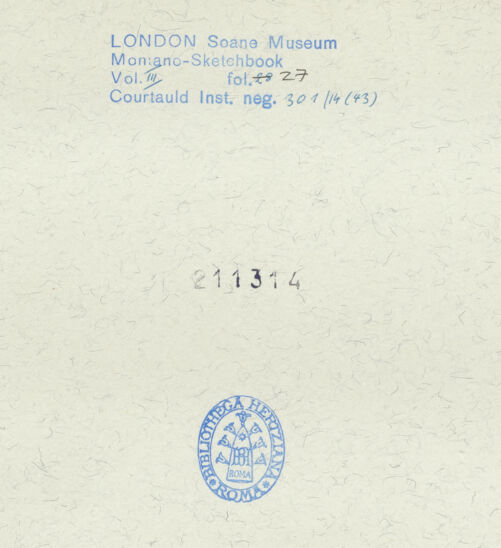 LONDON Soane Museum
Montano-Sketchbook
Vol. III fol. 27
Courtauld Inst. neg. 301/14 (43)
211314
BIBLIOTHECA HERTZIANA
BH
ROMA
ROMA